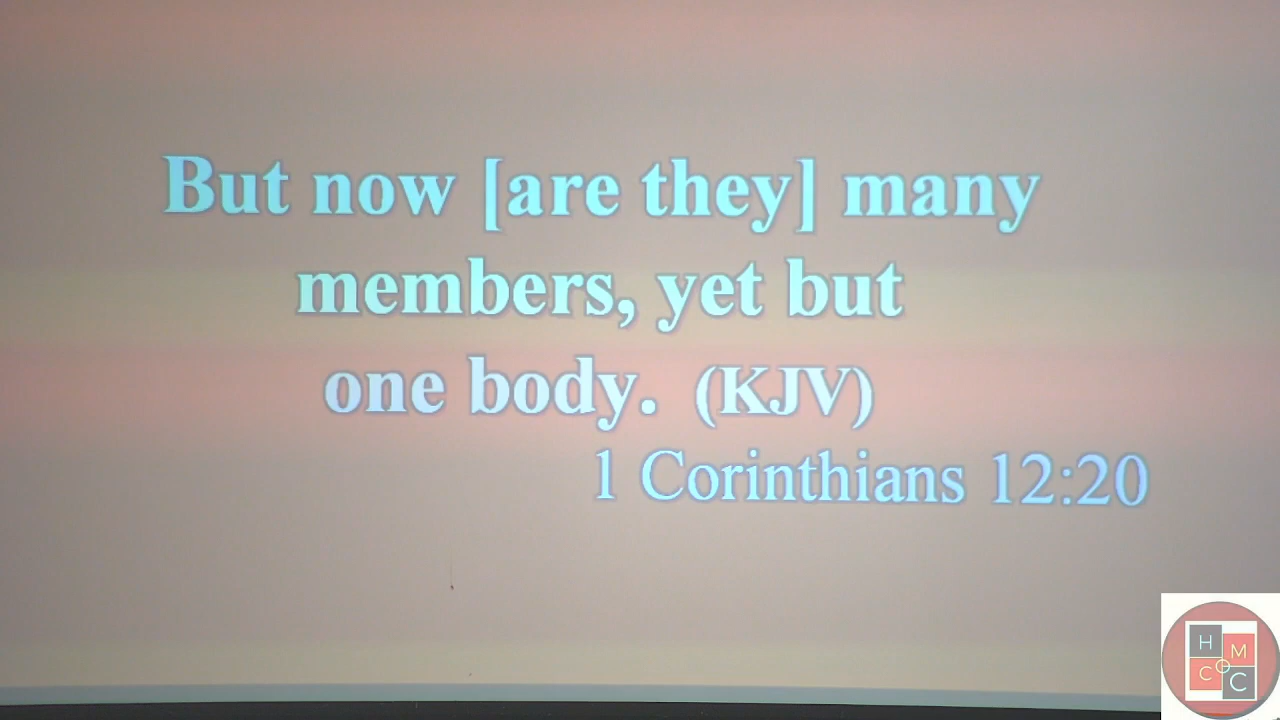 But now [are they] many
members, yet but
one body. (KJV)
1 Corinthians 12:20
H M
C O C